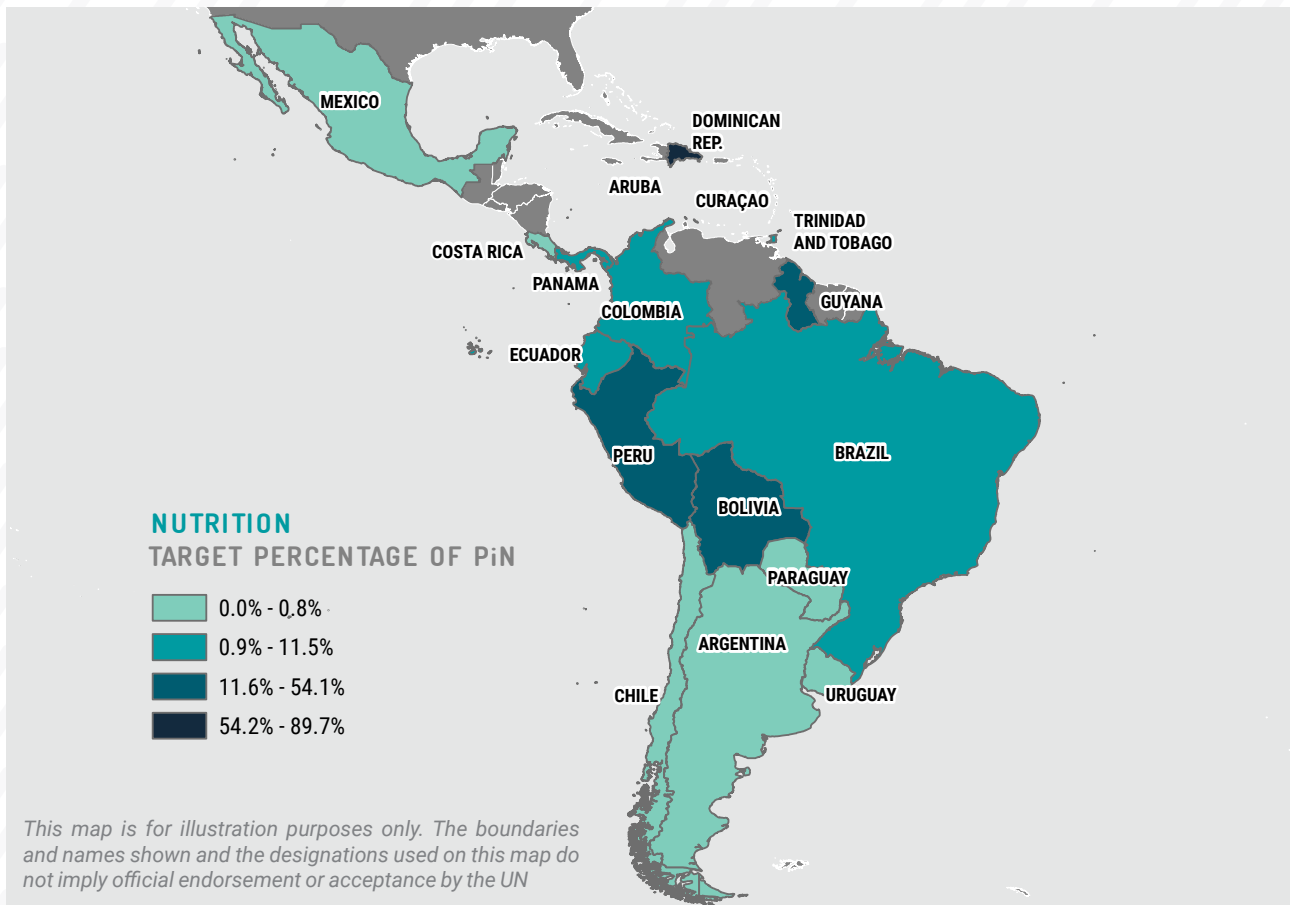 MEXICO
DOMINICAN
REP.
ARUBA
CURAÇAO
TRINIDAD
AND TOBAGO
COSTA RICA
PANAMA
GUYANA
COLOMBIA
ECUADOR
PERU
BRAZIL
BOLIVIA
PARAGUAY
ARGENTINA
CHILE
URUGUAY
NUTRITION
TARGET PERCENTAGE OF PiN
0.0% - 0.8%
0.9% - 11.5%
11.6% - 54.1%
54.2% - 89.7%
This map is for illustration purposes only. The boundaries
and names shown and the designations used on this map do
not imply official endorsement or acceptance by the UN